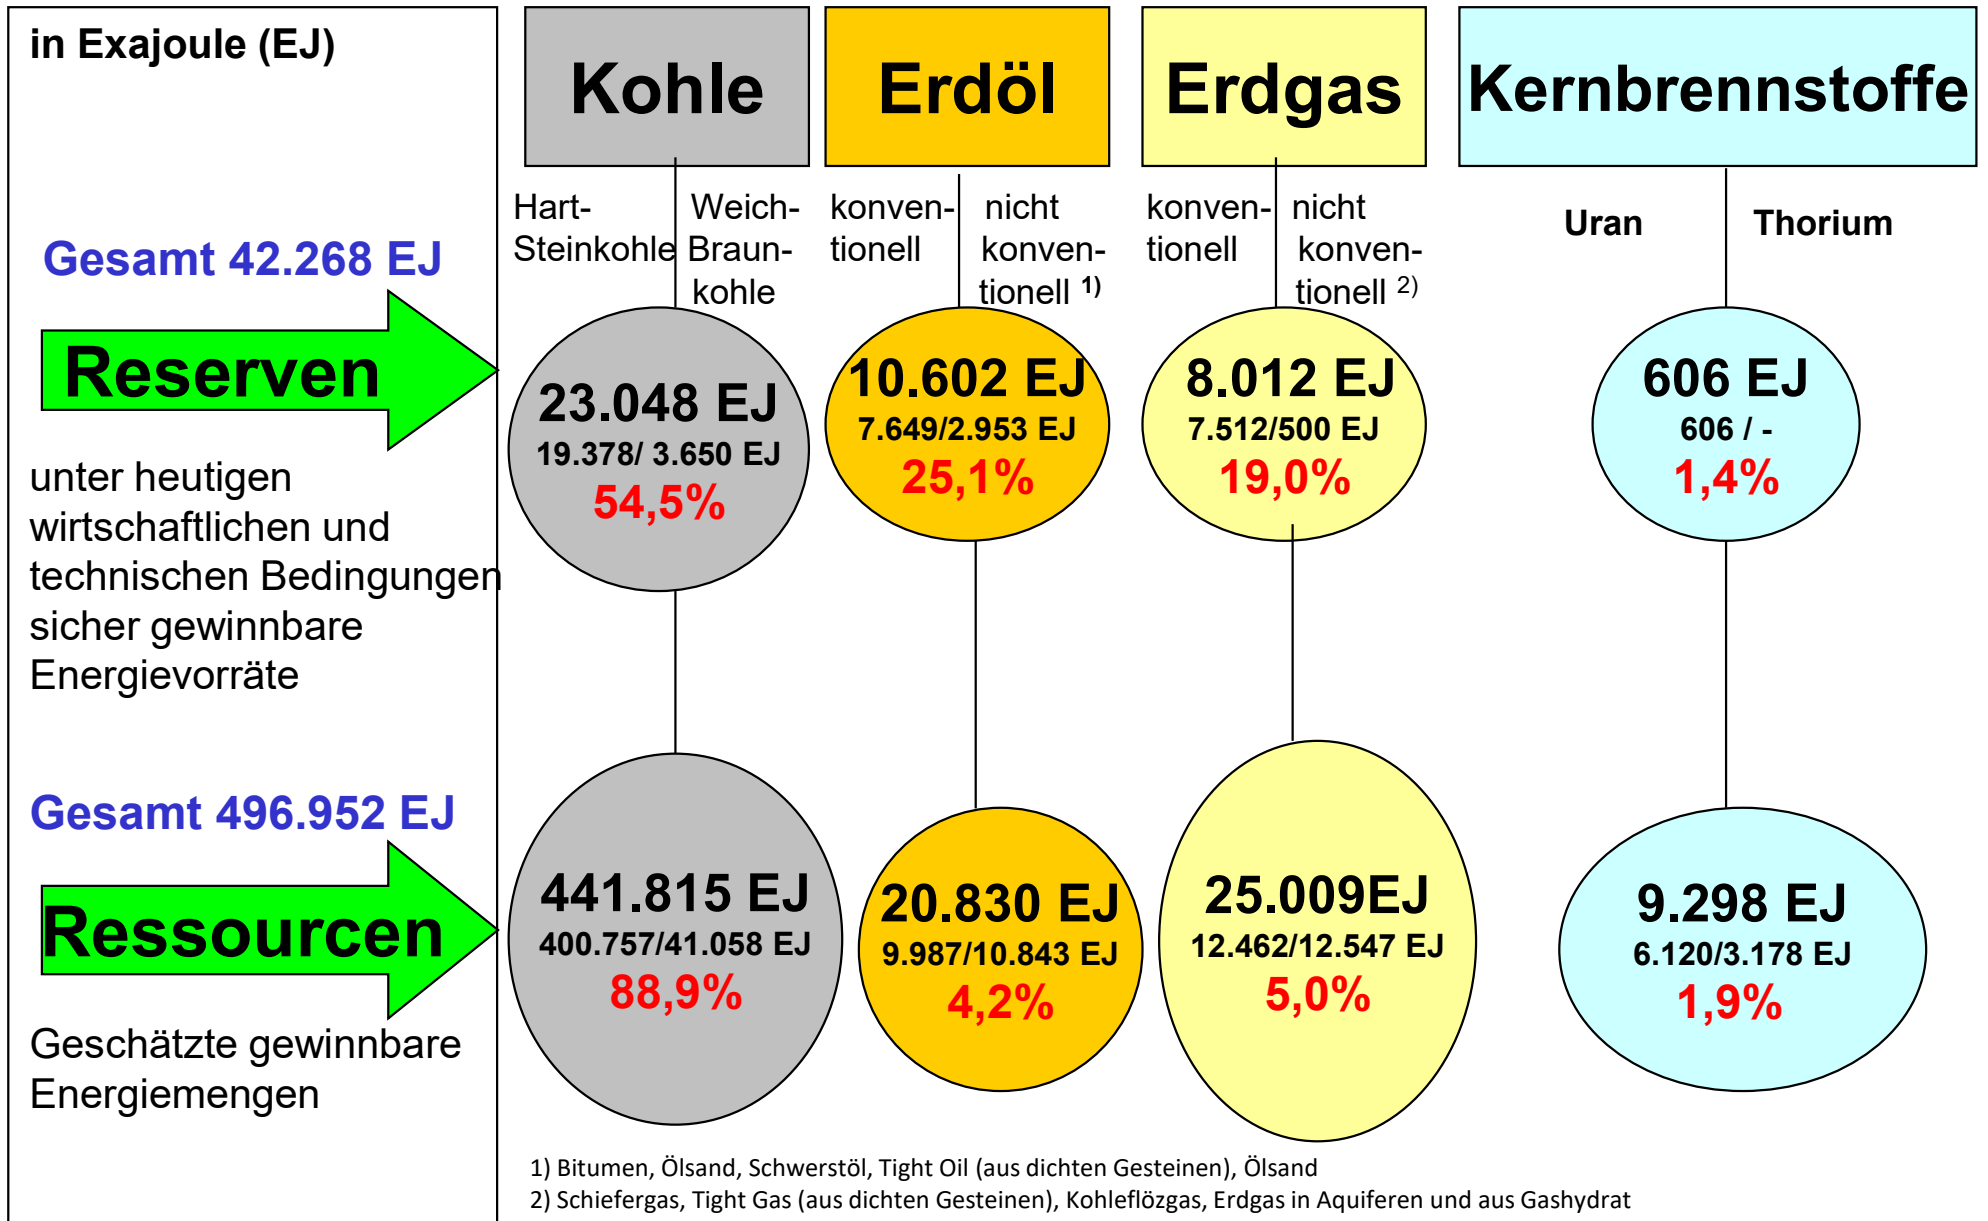 in Exajoule (EJ)
Kohle
Erdöl
Erdgas
Kernbrennstoffe
Hart-
Steinkohle
Weich-
Braun-
kohle
konven-
tionell
nicht
konven-
tionell 1)
konven-
tionell
nicht
konven-
tionell 2)
Uran
Thorium
Gesamt 42.268 EJ
Reserven
unter heutigen
wirtschaftlichen und
technischen Bedingungen
sicher gewinnbare
Energievorräte
23.048 EJ
19.378/ 3.650 EJ
54,5%
10.602 EJ
7.649/2.953 EJ
25,1%
8.012 EJ
7.512/500 EJ
19,0%
606 EJ
606 / -
1,4%
Gesamt 496.952 EJ
Ressourcen
Geschätzte gewinnbare
Energiemengen
441.815 EJ
400.757/41.058 EJ
88,9%
20.830 EJ
9.987/10.843 EJ
4,2%
25.009EJ
12.462/12.547 EJ
5,0%
9.298 EJ
6.120/3.178 EJ
1,9%
1) Bitumen, Ölsand, Schwerstöl, Tight Oil (aus dichten Gesteinen), Ölsand
2) Schiefergas, Tight Gas (aus dichten Gesteinen), Kohleflözgas, Erdgas in Aquiferen und aus Gashydrat